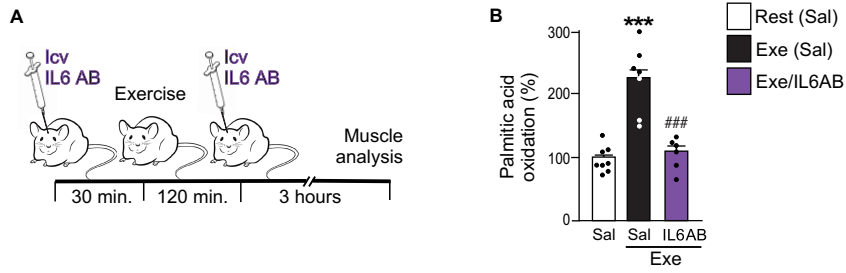 A
Icv
IL6 AB
Icv
IL6 AB
Exercise
Muscle
analysis
30 min.
120 min.
3 hours
B
Palmitic acid
oxidation (%)
300
200
100
0
***
###
Sal
Sal
IL6AB
Exe
Rest (Sal)
Exe (Sal)
Exe/IL6AB